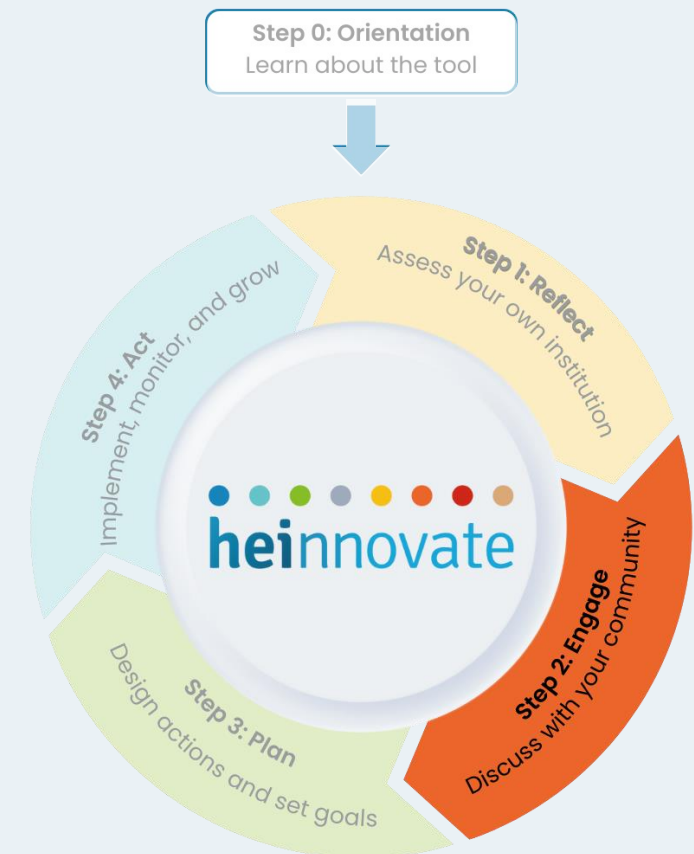 Step 0: Orientation
Learn about the tool
Step 1: Reflect
Assess your own institution
Step 2: Engage
Discuss with your community
Step 3: Plan
Design actions and set goals
Step 4: Act
Implement, monitor, and grow
heinnovate